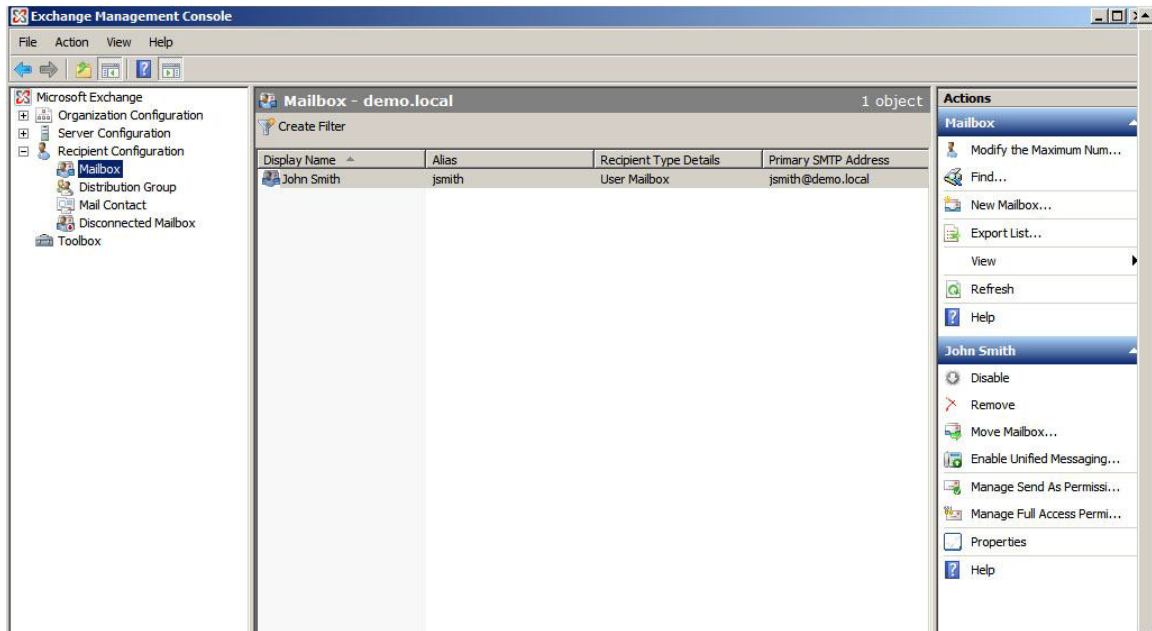 Exchange Management Console
File Action View Help
Microsoft Exchange
Organization Configuration
Server Configuration
Recipient Configuration
Mailbox
Distribution Group
Mail Contact
Disconnected Mailbox
Toolbox
Mailbox - demo.local 1 object
Create Filter
Display Name Alias Recipient Type Details Primary SMTP Address
John Smith jsmith User Mailbox jsmith@demo.local
Actions
Mailbox
Modify the Maximum Num...
Find...
New Mailbox...
Export List...
View
Refresh
Help
John Smith
Disable
Remove
Move Mailbox...
Enable Unified Messaging...
Manage Send As Permissi...
Manage Full Access Permi...
Properties
Help